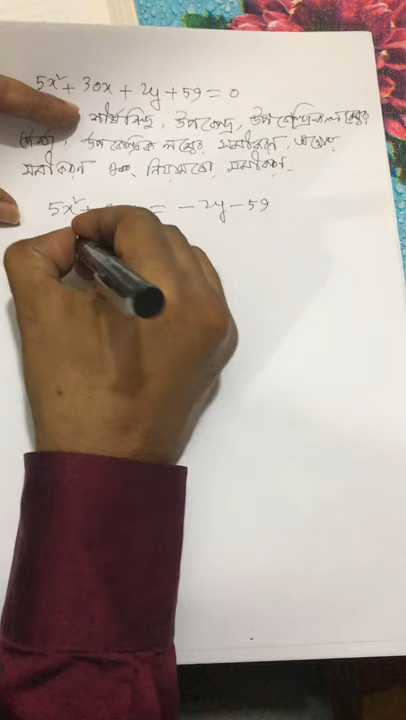 5x² + 30x + 2y + 59 = 0
শীর্ষবিন্দু, উপকেন্দ্র, উপকেন্দ্রিক লম্বের
উপকেন্দ্রিক লম্বের সমীকরণ, অক্ষের
সমীকরণ, নিয়ামকের সমীকরণ.
5x² + = - 2y - 59